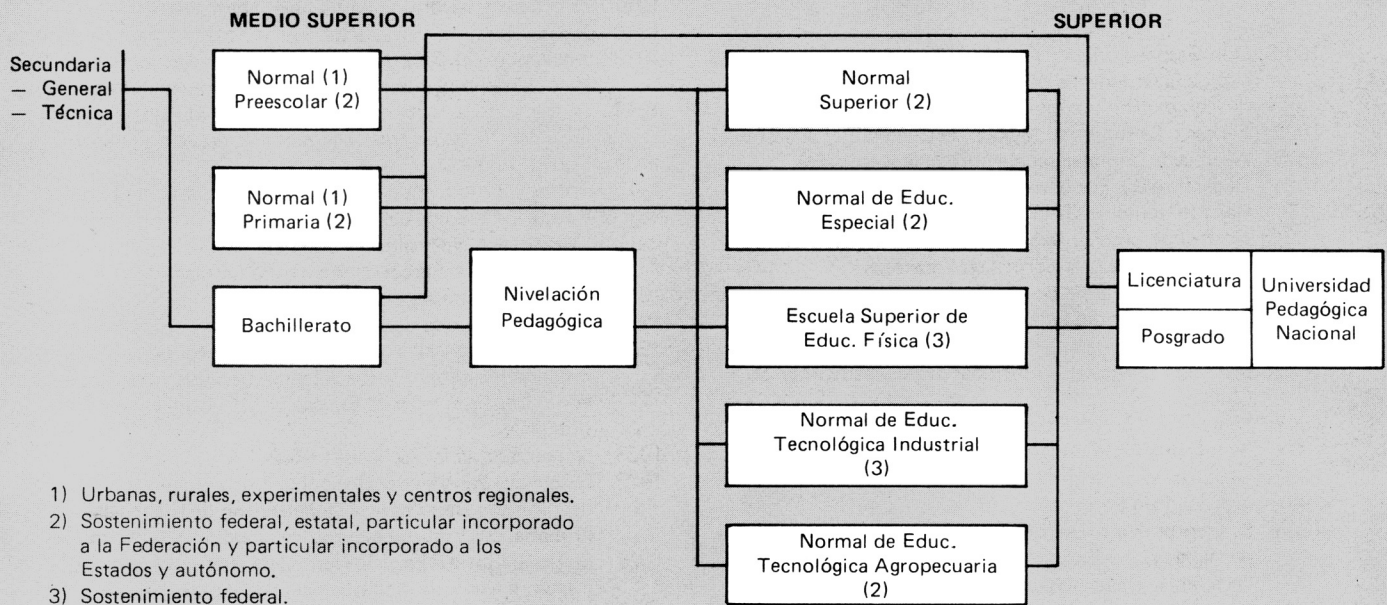 MEDIO SUPERIOR
SUPERIOR
Secundaria
— General
— Técnica
Normal (1)
Preescolar (2)
Normal (1)
Primaria (2)
Bachillerato
Nivelación
Pedagógica
Normal
Superior (2)
Normal de Educ.
Especial (2)
Escuela Superior de
Educ. Física (3)
Normal de Educ.
Tecnológica Industrial
(3)
Normal de Educ.
Tecnológica Agropecuaria
(2)
Licenciatura
Posgrado
Universidad
Pedagógica
Nacional
1) Urbanas, rurales, experimentales y centros regionales.
2) Sostenimiento federal, estatal, particular incorporado
a la Federación y particular incorporado a los
Estados y autónomo.
3) Sostenimiento federal.